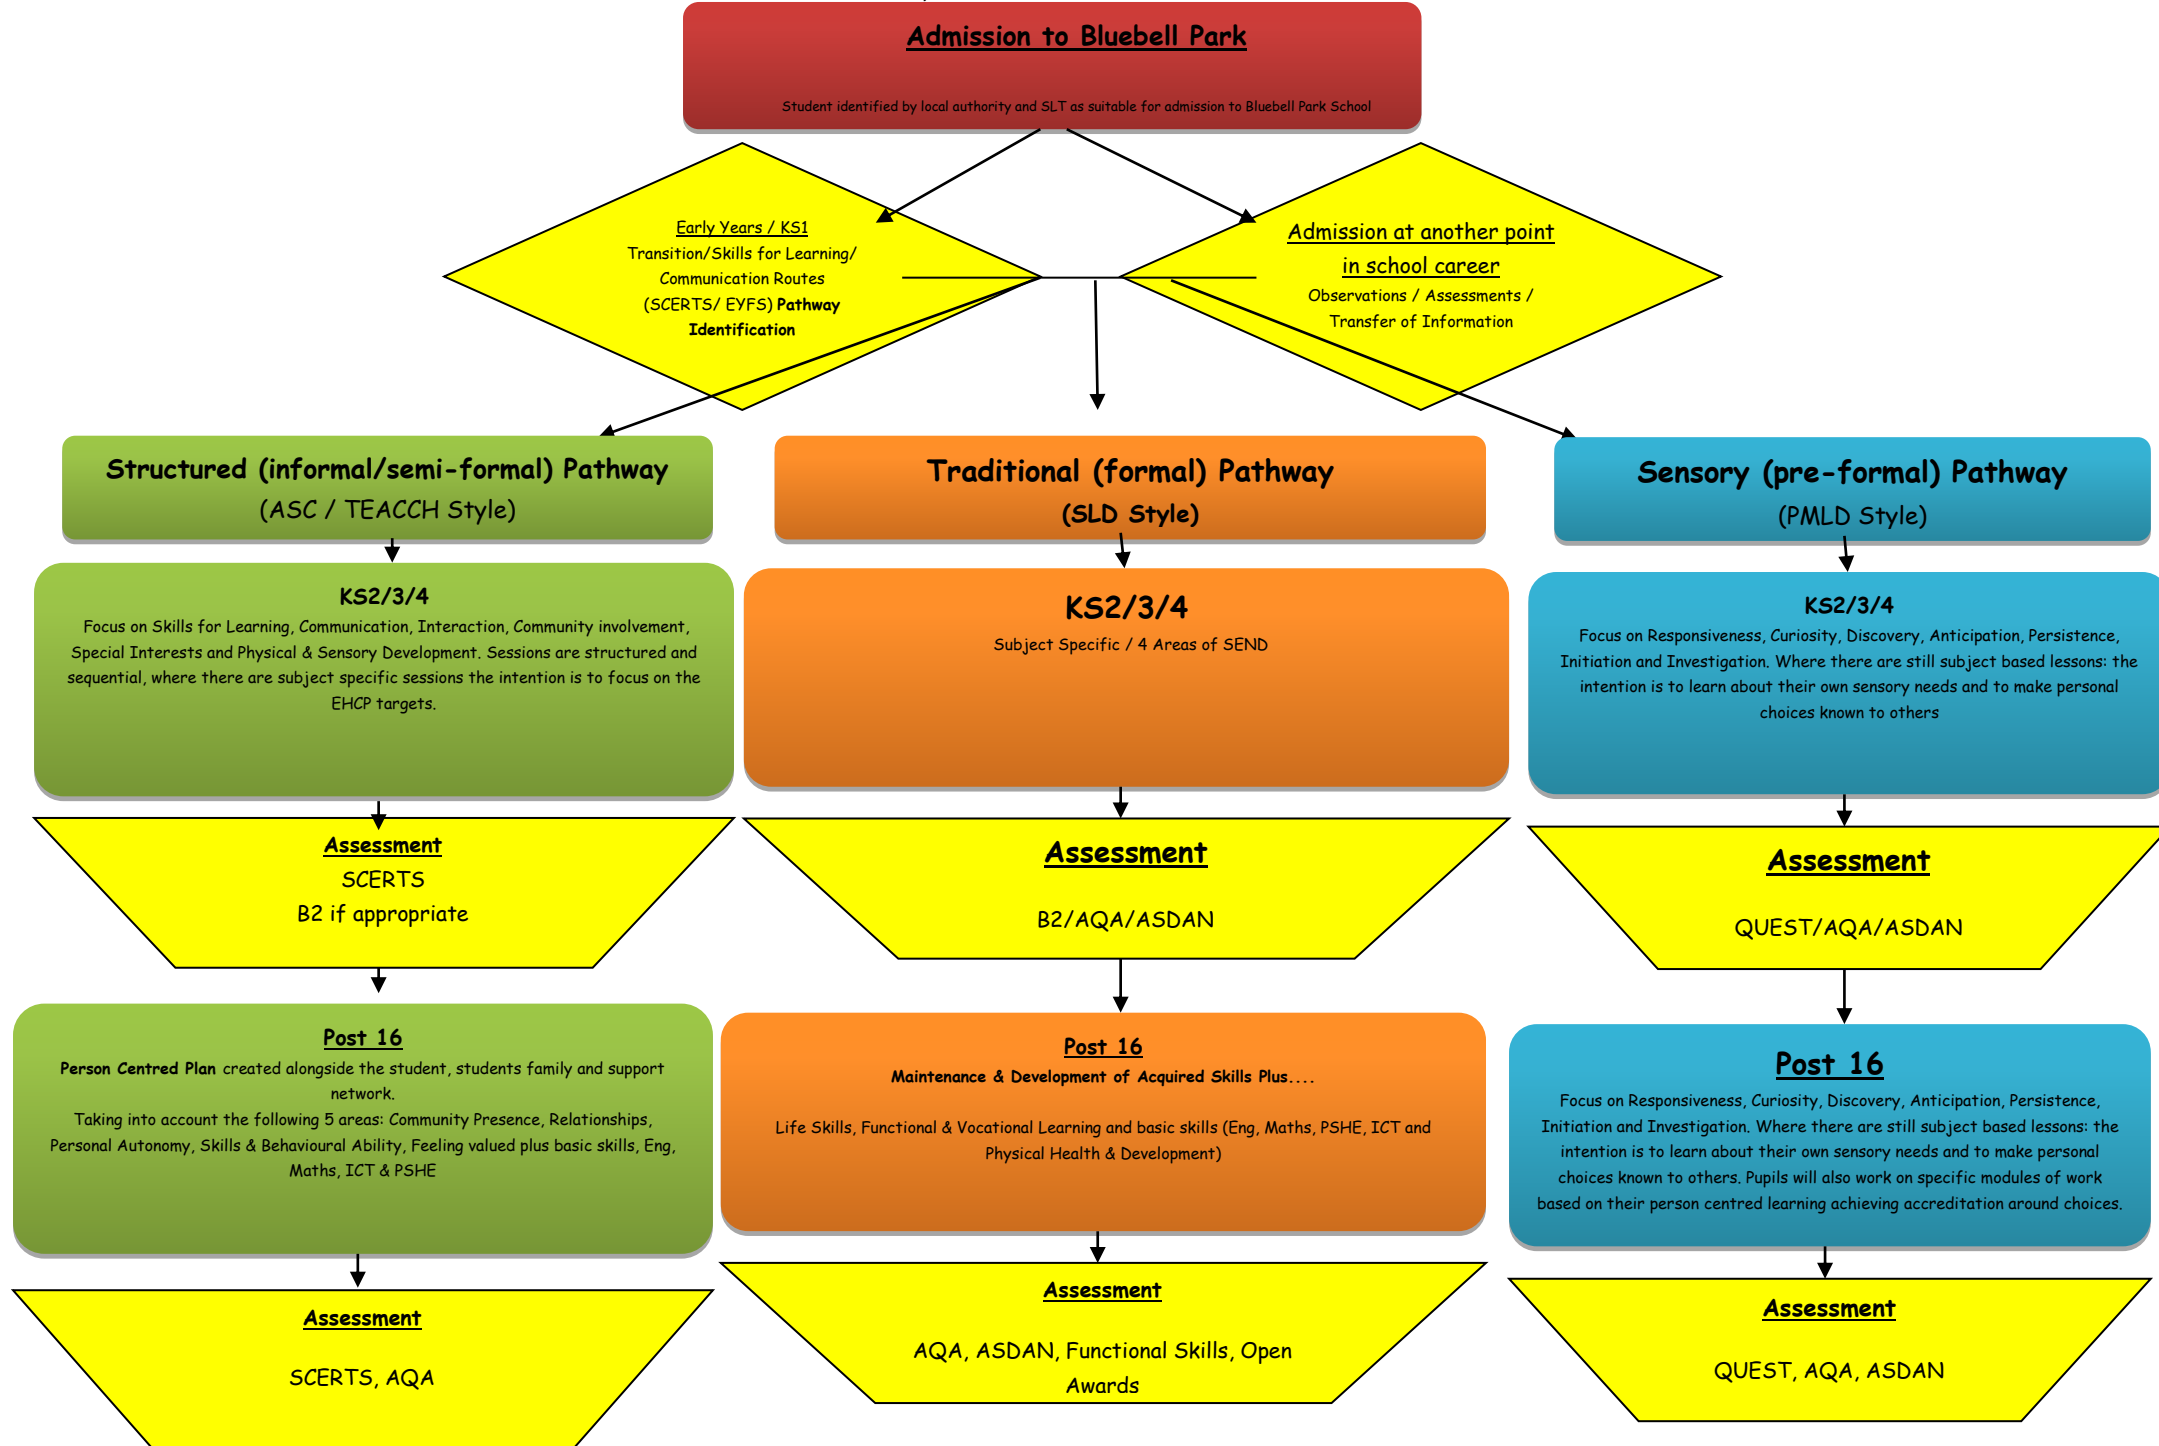 Admission to Bluebell Park
Student identified by local authority and SLT as suitable for admission to Bluebell Park School
Early Years / KS1
Transition/Skills for Learning/
Communication Routes
(SCERTS/ EYFS) Pathway
Identification
Admission at another point
in school career
Observations / Assessments /
Transfer of Information
Structured (informal/semi-formal) Pathway
(ASC / TEACCH Style)
KS2/3/4
Focus on Skills for Learning, Communication, Interaction, Community involvement,
Special Interests and Physical & Sensory Development. Sessions are structured and
sequential, where there are subject specific sessions the intention is to focus on the
EHCP targets.
Assessment
SCERTS
B2 if appropriate
Post 16
Person Centred Plan created alongside the student, students family and support
network.
Taking into account the following 5 areas: Community Presence, Relationships,
Personal Autonomy, Skills & Behavioural Ability, Feeling valued plus basic skills, Eng,
Maths, ICT & PSHE
Assessment
SCERTS, AQA
Traditional (formal) Pathway
(SLD Style)
KS2/3/4
Subject Specific / 4 Areas of SEND
Assessment
B2/AQA/ASDAN
Post 16
Maintenance & Development of Acquired Skills Plus....
Life Skills, Functional & Vocational Learning and basic skills (Eng, Maths, PSHE, ICT and
Physical Health & Development)
Assessment
AQA, ASDAN, Functional Skills, Open
Awards
Sensory (pre-formal) Pathway
(PMLD Style)
KS2/3/4
Focus on Responsiveness, Curiosity, Discovery, Anticipation, Persistence,
Initiation and Investigation. Where there are still subject based lessons: the
intention is to learn about their own sensory needs and to make personal
choices known to others
Assessment
QUEST/AQA/ASDAN
Post 16
Focus on Responsiveness, Curiosity, Discovery, Anticipation, Persistence,
Initiation and Investigation. Where there are still subject based lessons: the
intention is to learn about their own sensory needs and to make personal
choices known to others. Pupils will also work on specific modules of work
based on their person centred learning achieving accreditation around choices.
Assessment
QUEST, AQA, ASDAN